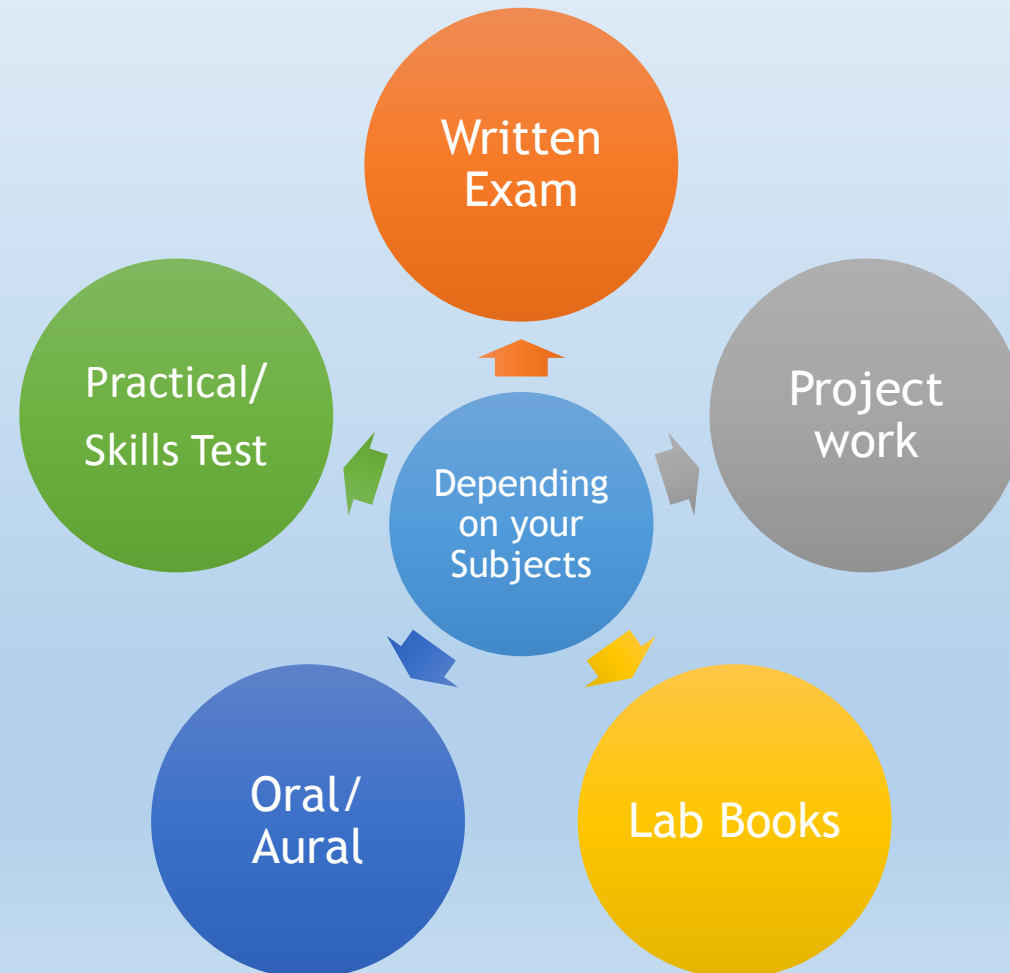 Written
Exam
Practical/
Skills Test
Project
work
Depending
on your
Subjects
Oral/
Aural
Lab Books